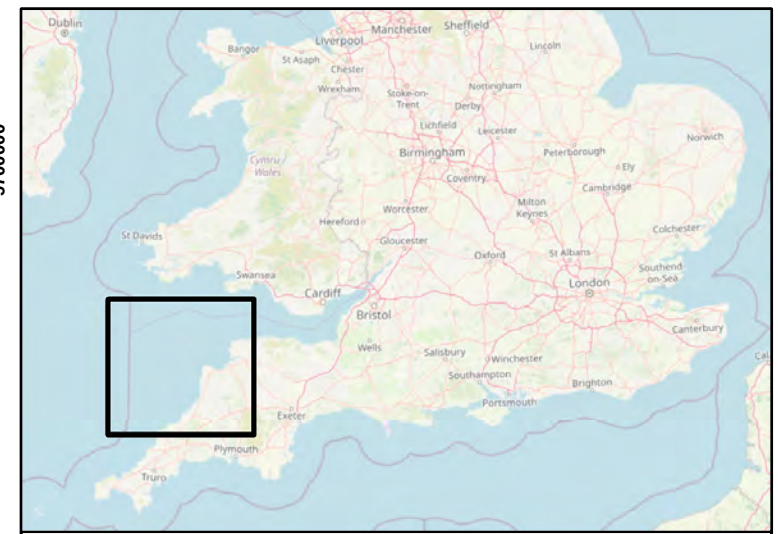 Dublin
Manchester
Sheffield
Liverpool
Bangor
Lincoln
St Asaph
Chester
Wrexham
Stoke-on-
Trent
Nottingham
Derby
Lichfield
Leicester
Norwich
Birmingham
Peterborough
Cymru /
Wales
Ely
Coventry
Cambridge
Worcester
Milton
Keynes
Hereford
Colchester
St Davids
Gloucester
Oxford
St Albans
Swansea
Southend-
on-Sea
London
Cardiff
Bristol
Canterbury
Wells
Salisbury
Winchester
Cal
Southampton
Brighton
Portsmouth
Exeter
Plymouth
Truro